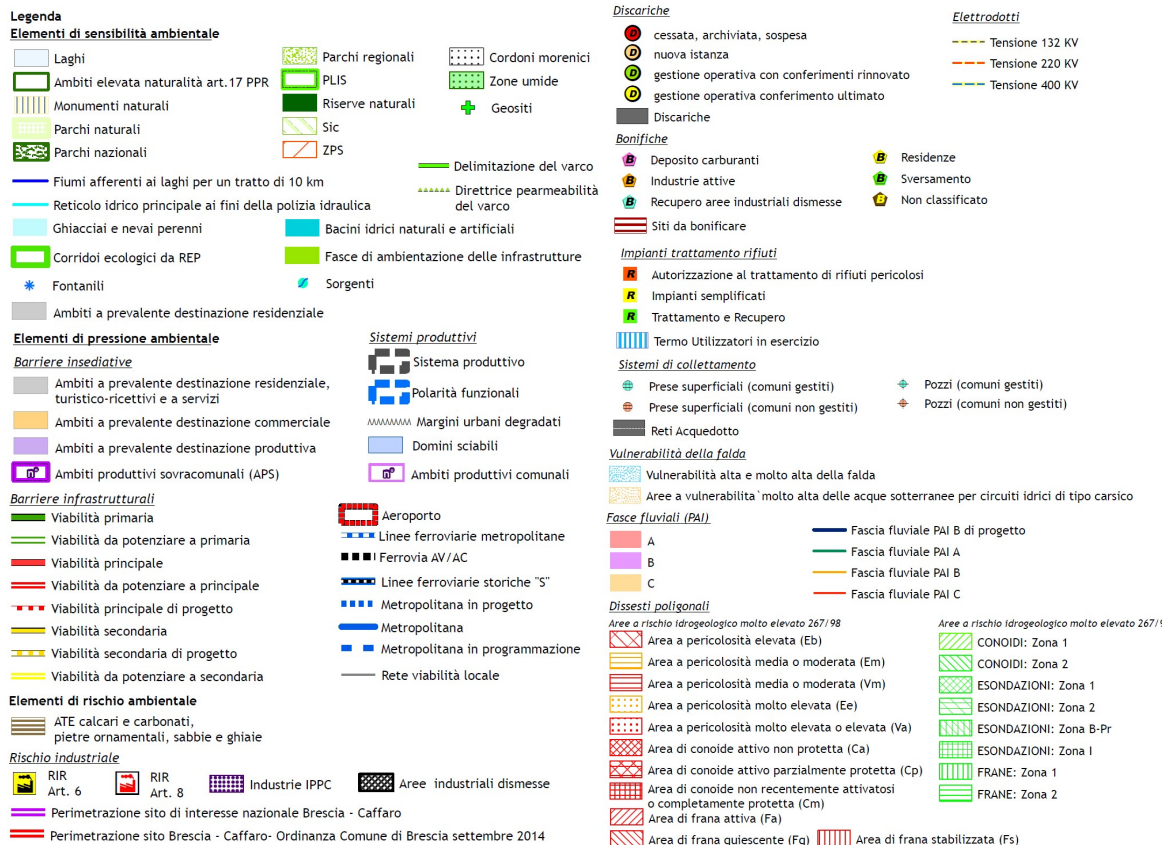 Legenda
Elementi di sensibilità ambientale
Laghi
Ambiti elevata naturalità art.17 PPR
Monumenti naturali
Parchi naturali
Parchi nazionali
Parchi regionali
PLIS
Riserve naturali
Sic
ZPS
Cordoni morenici
Zone umide
Geositi
Delimitazione del varco
Direttrice pearmeabilità
del varco
Fiumi afferenti ai laghi per un tratto di 10 km
Reticolo idrico principale ai fini della polizia idraulica
Ghiacciai e nevai perenni
Bacini idrici naturali e artificiali
Corridoi ecologici da REP
Fasce di ambientazione delle infrastrutture
Fontanili
Sorgenti
Ambiti a prevalente destinazione residenziale
Elementi di pressione ambientale
Barriere insediative
Ambiti a prevalente destinazione residenziale,
turistico-ricettivi e a servizi
Ambiti a prevalente destinazione commerciale
Ambiti a prevalente destinazione produttiva
Ambiti produttivi sovracomunali (APS)
Sistemi produttivi
Sistema produttivo
Polarità funzionali
Margini urbani degradati
Domini sciabili
Ambiti produttivi comunali
Barriere infrastrutturali
Viabilità primaria
Viabilità da potenziare a primaria
Viabilità principale
Viabilità da potenziare a principale
Viabilità principale di progetto
Viabilità secondaria
Viabilità secondaria di progetto
Viabilità da potenziare a secondaria
Aeroporto
Linee ferroviarie metropolitane
Ferrovia AV/AC
Linee ferroviarie storiche "S"
Metropolitana in progetto
Metropolitana
Metropolitana in programmazione
Rete viabilità locale
Elementi di rischio ambientale
ATE calcari e carbonati,
pietre ornamentali, sabbie e ghiaie
Rischio industriale
RIR
Art. 6
RIR
Art. 8
Industrie IPPC
Aree industriali dismesse
Perimetrazione sito di interesse nazionale Brescia - Caffaro
Perimetrazione sito Brescia - Caffaro- Ordinanza Comune di Brescia settembre 2014
Discariche
D cessata, archiviata, sospesa
D nuova istanza
D gestione operativa con conferimenti rinnovato
D gestione operativa conferimento ultimato
Discariche
Elettrodotti
Tensione 132 KV
Tensione 220 KV
Tensione 400 KV
Bonifiche
B Deposito carburanti
B Industrie attive
B Recupero aree industriali dismesse
B Residenze
B Sversamento
B Non classificato
Siti da bonificare
Impianti trattamento rifiuti
R Autorizzazione al trattamento di rifiuti pericolosi
R Impianti semplificati
R Trattamento e Recupero
Termo Utilizzatori in esercizio
Sistemi di collettamento
Prese superficiali (comuni gestiti)
Prese superficiali (comuni non gestiti)
Pozzi (comuni gestiti)
Pozzi (comuni non gestiti)
Reti Acquedotto
Vulnerabilità della falda
Vulnerabilità alta e molto alta della falda
Aree a vulnerabilita`molto alta delle acque sotterranee per circuiti idrici di tipo carsico
Fasce fluviali (PAI)
A
B
C
Fascia fluviale PAI B di progetto
Fascia fluviale PAI A
Fascia fluviale PAI B
Fascia fluviale PAI C
Dissesti poligonali
Aree a rischio idrogeologico molto elevato 267/98
Area a pericolosità elevata (Eb)
Area a pericolosità media o moderata (Em)
Area a pericolosità media o moderata (Vm)
Area a pericolosità molto elevata (Ee)
Area a pericolosità molto elevata o elevata (Va)
Area di conoide attivo non protetta (Ca)
Area di conoide attivo parzialmente protetta (Cp)
Area di conoide non recentemente attivatosi
o completamente protetta (Cm)
Area di frana attiva (Fa)
Area di frana quiescente (Fq)
Area di frana stabilizzata (Fs)
Aree a rischio idrogeologico molto elevato 267/9
CONOIDI: Zona 1
CONOIDI: Zona 2
ESONDAZIONI: Zona 1
ESONDAZIONI: Zona 2
ESONDAZIONI: Zona B-Pr
ESONDAZIONI: Zona I
FRANE: Zona 1
FRANE: Zona 2